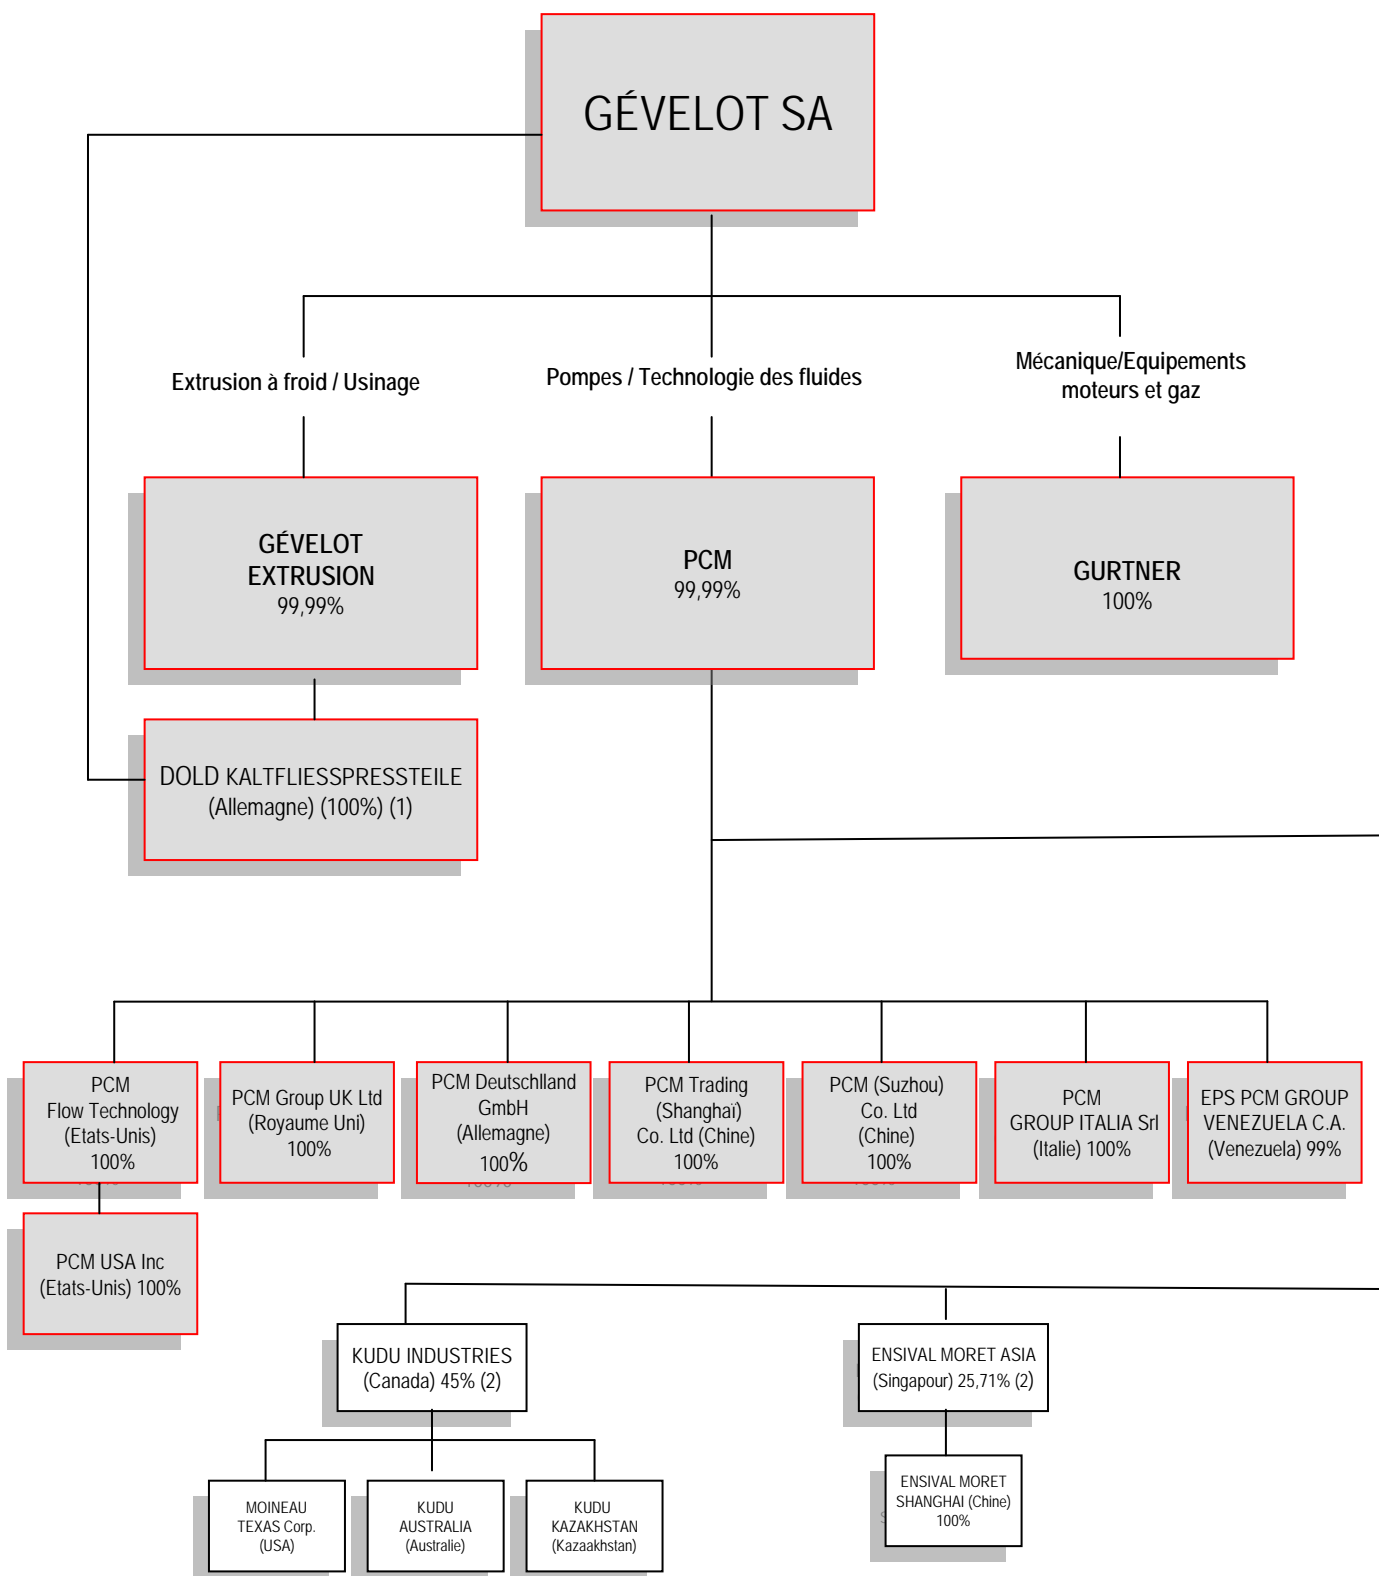 GÉVELOT SA
Extrusion à froid / Usinage
Pompes / Technologie des fluides
Mécanique/Equipements
moteurs et gaz
GÉVELOT
EXTRUSION
99,99%
PCM
99,99%
GURTNER
100%
DOLD KALTFLIESSPRESSTEILE
(Allemagne) (100%) (1)
PCM
Flow Technology
(Etats-Unis)
100%
PCM Group UK Ltd
(Royaume Uni)
100%
PCM Deutschlland
GmbH
(Allemagne)
100%
PCM Trading
(Shanghaï)
Co. Ltd (Chine)
100%
PCM (Suzhou)
Co. Ltd
(Chine)
100%
PCM
GROUP ITALIA Srl
(Italie) 100%
EPS PCM GROUP
VENEZUELA C.A.
(Venezuela) 99%
PCM USA Inc
(Etats-Unis) 100%
KUDU INDUSTRIES
(Canada) 45% (2)
ENSIVAL MORET ASIA
(Singapour) 25,71% (2)
MOINEAU
TEXAS Corp.
(USA)
KUDU
AUSTRALIA
(Australie)
KUDU
KAZAKHSTAN
(Kazaakhstan)
ENSIVAL MORET
SHANGHAI (Chine)
100%